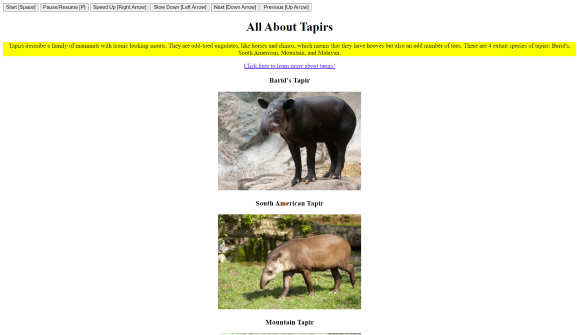 Start [Space] Pause/Resume [P] Speed Up [Right Arrow] Slow Down [Left Arrow] Next [Down Arrow] Previous [Up Arrow]
All About Tapirs
Tapirs describe a family of mammals with iconic looking snouts. They are odd-toed ungulates, like horses and rhinos, which means that they have hooves but also an odd number of toes. There are 4 extant species of tapirs: Barid's,
South American, Mountain, and Malayan.
Click here to learn more about tapirs!
Barid's Tapir
South American Tapir
Mountain Tapir